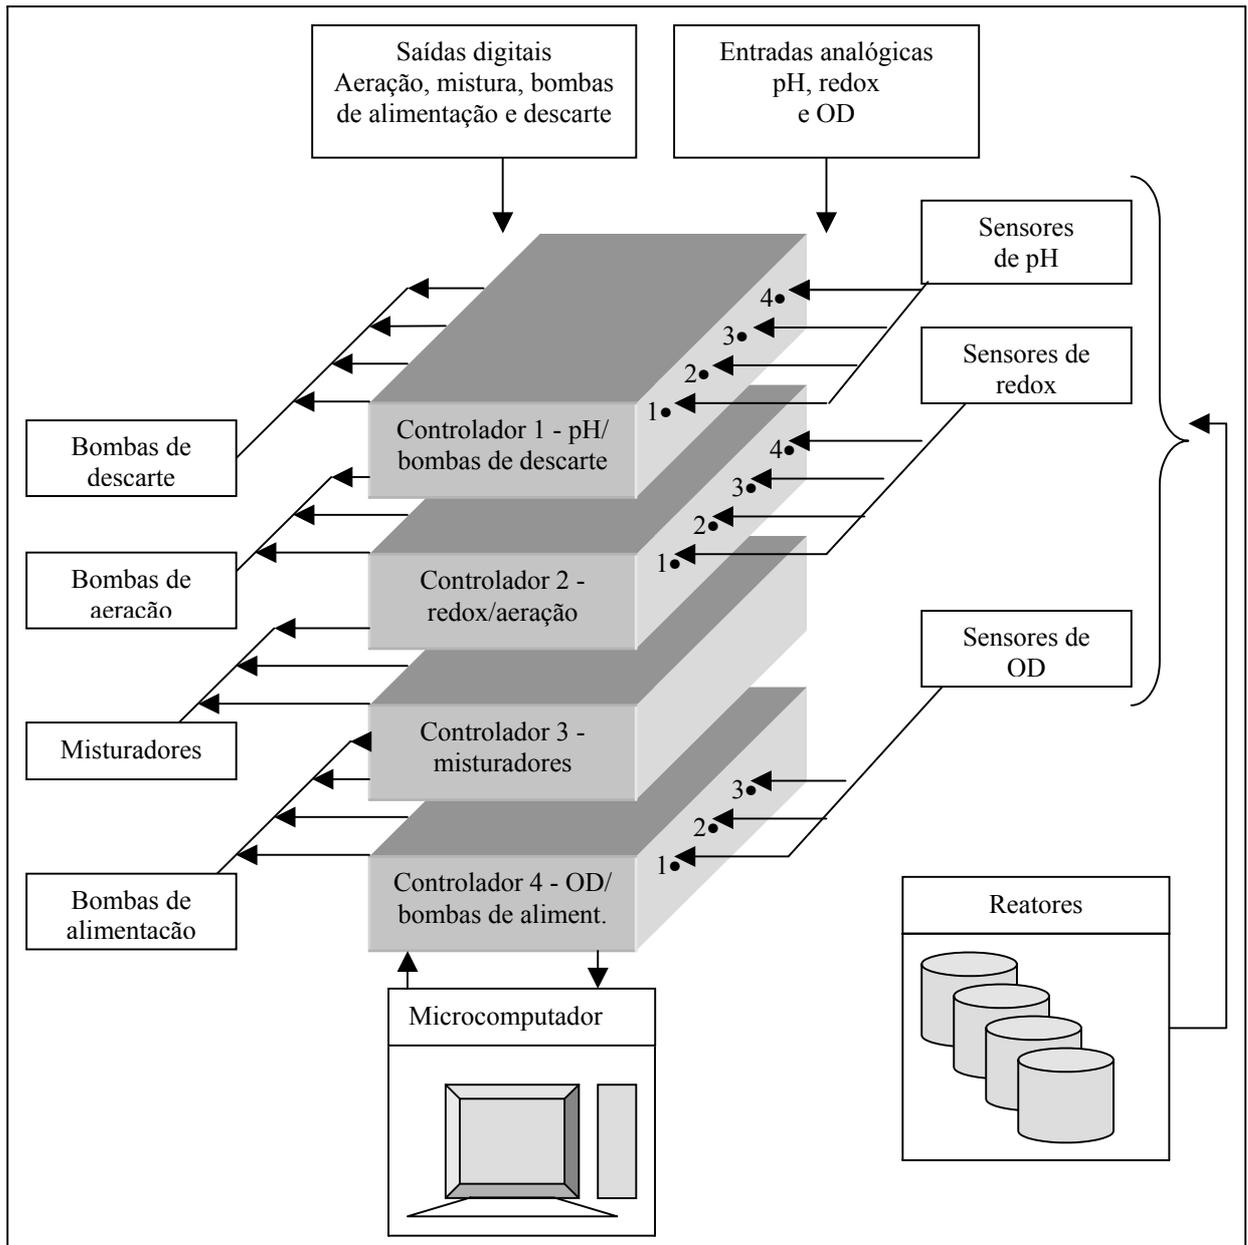 Saídas digitais
Aeração, mistura, bombas
de alimentação e descarte
Entradas analógicas
pH, redox
e OD
Sensores
de pH
4
3
2
1
Sensores de
redox
Controlador 1 - pH/
bombas de descarte
Bombas de
descarte
4
3
2
1
Bombas de
aeração
Controlador 2 -
redox/aeração
Sensores de
OD
Misturadores
Controlador 3 -
misturadores
3
2
1
Bombas de
alimentação
Controlador 4 - OD/
bombas de aliment.
Reatores
Microcomputador